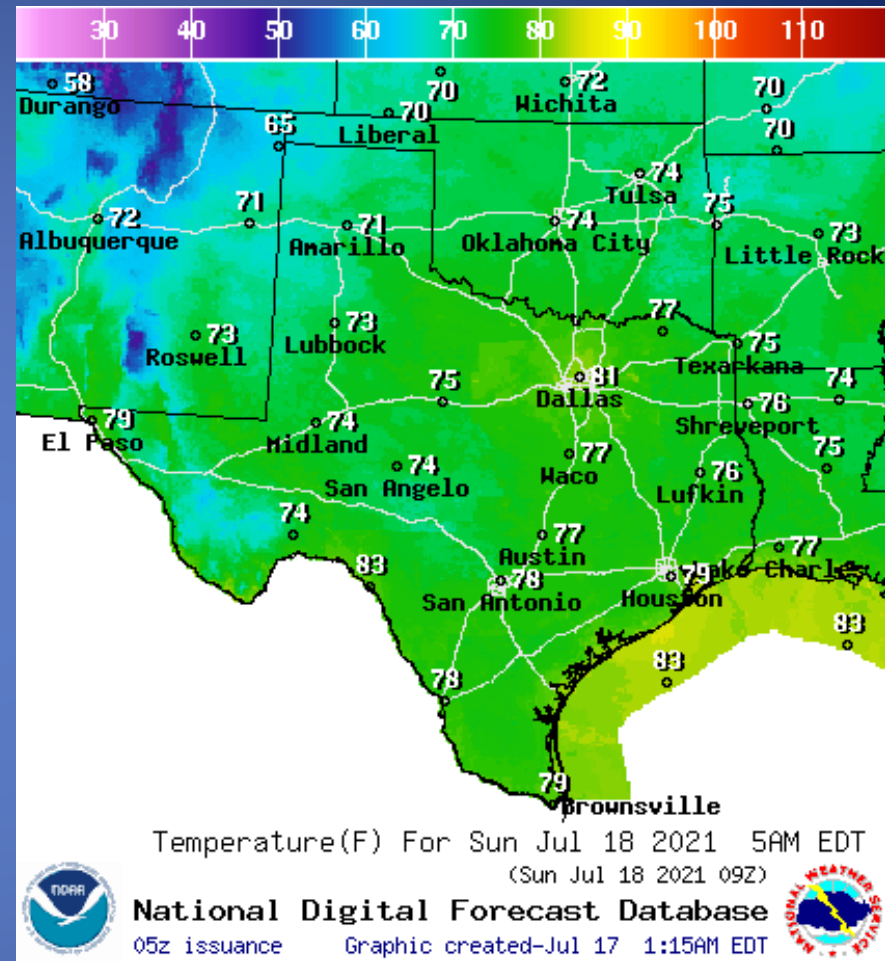 30 40 50 60 70 80 90 100 110
58
Durango
70
70
Liberal
72
Wichita
70
70
65
74
Tulsa
72
Albuquerque
71
71
Amarillo
74
Oklahoma City
75
73
Little Rock
73
Roswell
73
Lubbock
77
75
Texarkana
81
Dallas
75
76
Shreveport
74
79
El Paso
74
Midland
74
San Angelo
77
Waco
76
Lufkin
75
74
77
Austin
77
Lake Charles
83
78
San Antonio
79
Houston
83
83
78
79
Brownsville
Temperature(F) For Sun Jul 18 2021 5AM EDT
(Sun Jul 18 2021 09Z)
National Digital Forecast Database
05z issuance Graphic created-Jul 17 1:15AM EDT
NOAA
NATIONAL WEATHER SERVICE